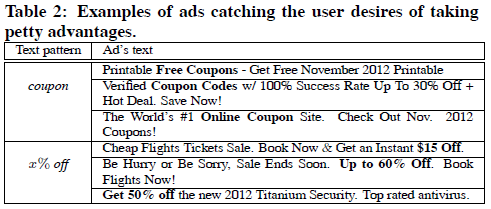 Table 2: Examples of ads catching the user desires of taking
petty advantages.
Text pattern Ad's text
Printable Free Coupons - Get Free November 2012 Printable
coupon Verified Coupon Codes w/ 100% Success Rate Up To 30% Off +
Hot Deal. Save Now!
The World's #1 Online Coupon Site. Check Out Nov. 2012
Coupons!
Cheap Flights Tickets Sale. Book Now & Get an Instant $15 Off.
x% off Be Hurry or Be Sorry, Sale Ends Soon. Up to 60% Off. Book
Flights Now!
Get 50% off the new 2012 Titanium Security. Top rated antivirus.